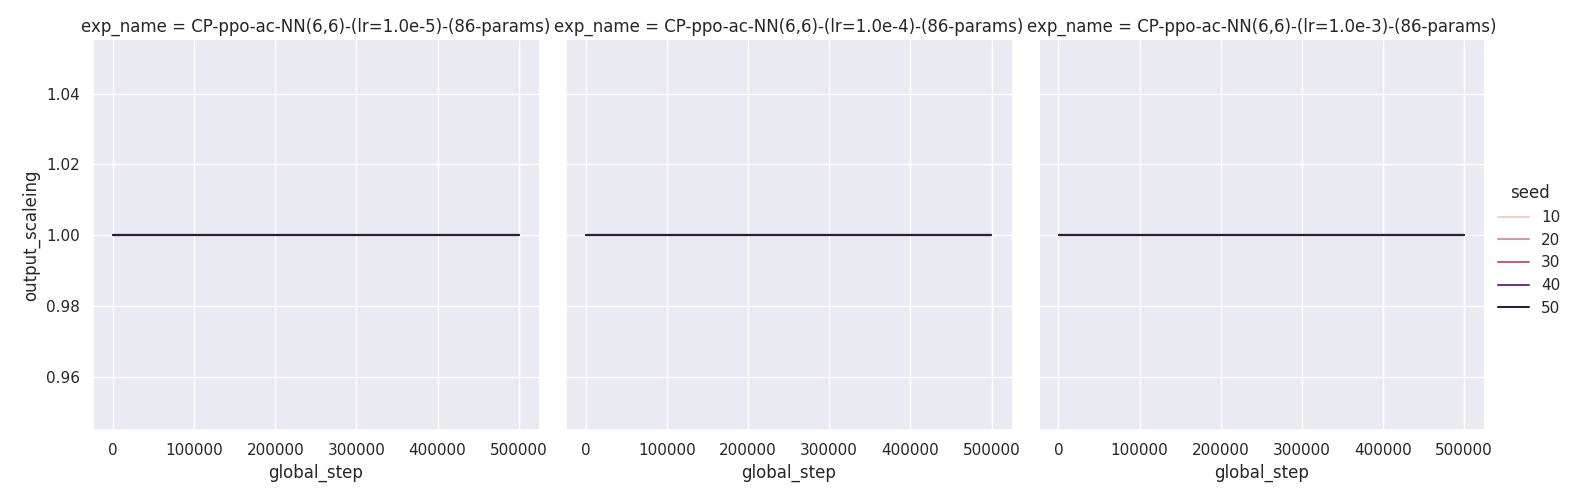 exp_name = CP-ppo-ac-NN(6,6)-(lr=1.0e-5)-(86-params) exp_name = CP-ppo-ac-NN(6,6)-(lr=1.0e-4)-(86-params) exp_name = CP-ppo-ac-NN(6,6)-(lr=1.0e-3)-(86-params)
output_scaleing
1.04
1.02
1.00
0.98
0.96
0 100000 200000 300000 400000 500000
global_step
0 100000 200000 300000 400000 500000
global_step
0 100000 200000 300000 400000 500000
global_step
seed
10
20
30
40
50